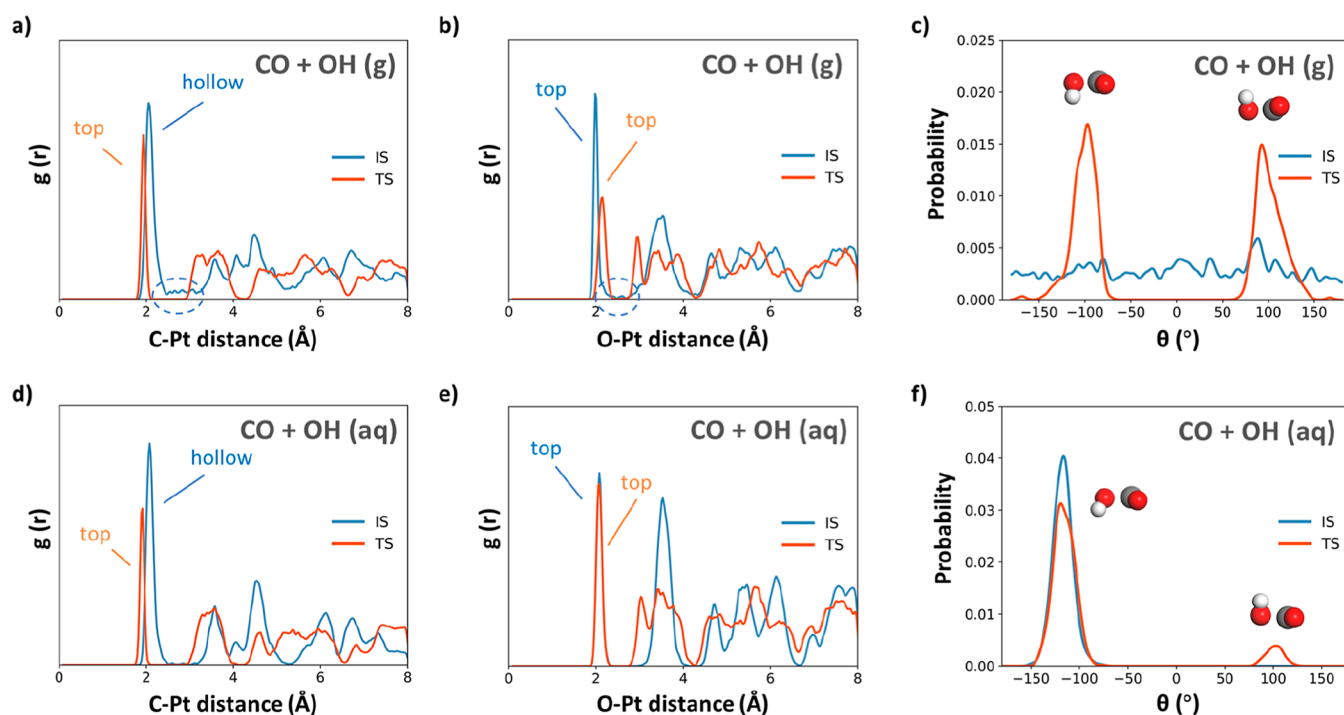 a)
CO + OH (g)
hollow
top
IS
TS
g (r)
0 2 4 6 8
C-Pt distance (Å)
b)
CO + OH (g)
top
top
IS
TS
g (r)
0 2 4 6 8
O-Pt distance (Å)
c)
CO + OH (g)
IS
TS
Probability
0.025
0.020
0.015
0.010
0.005
0.000
−150 −100 −50 0 50 100 150
θ (°)
d)
CO + OH (aq)
hollow
top
IS
TS
g (r)
0 2 4 6 8
C-Pt distance (Å)
e)
CO + OH (aq)
top
top
IS
TS
g (r)
0 2 4 6 8
O-Pt distance (Å)
f)
CO + OH (aq)
IS
TS
Probability
0.05
0.04
0.03
0.02
0.01
0.00
−150 −100 −50 0 50 100 150
θ (°)